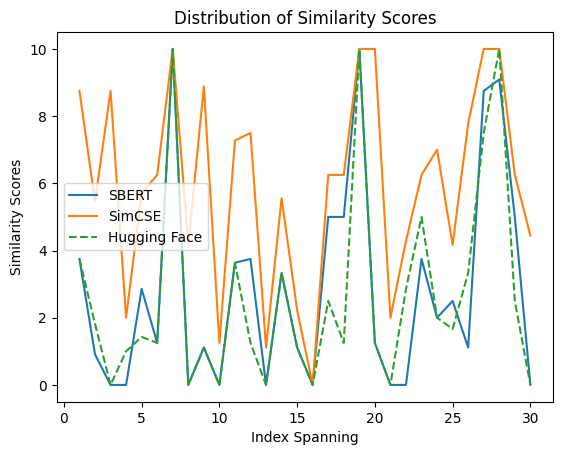 Distribution of Similarity Scores
10
8
6
4
2
0
Similarity Scores
SBERT
SimCSE
Hugging Face
0
5
10
15
20
25
30
Index Spanning